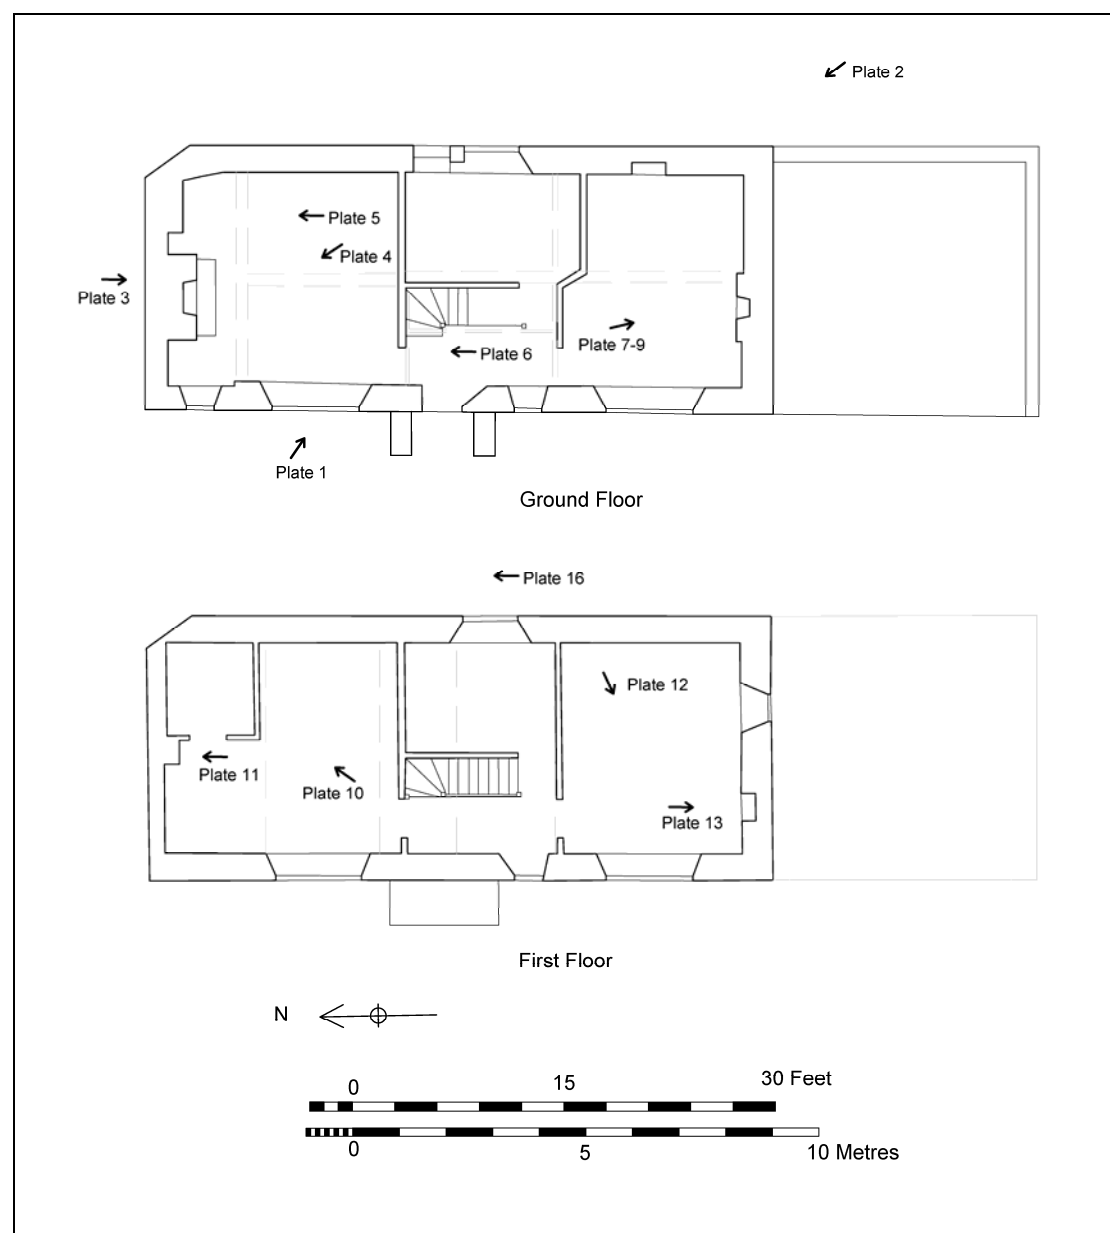 Plate 2
Plate 5
Plate 4
Plate 3
Plate 7-9
Plate 6
Plate 1
Ground Floor
Plate 16
Plate 12
Plate 11
Plate 10
Plate 13
First Floor
N
0 15 30 Feet
0 5 10 Metres